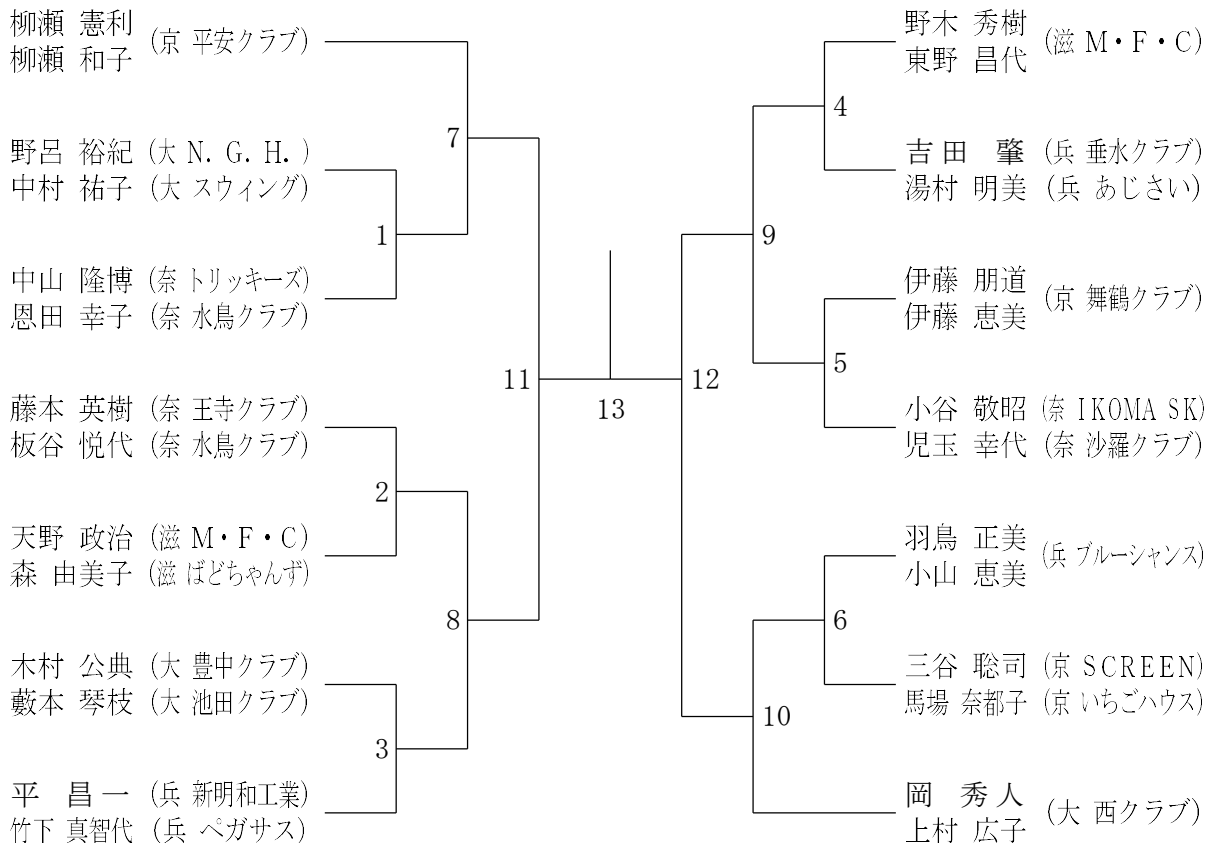 柳瀬 憲利
柳瀬 和子
(京 平安クラブ)
7
野呂 裕紀 (大 N. G. H. )
中村 祐子 (大 スウィング)
1
中山 隆博 (奈 トリッキーズ)
恩田 幸子 (奈 水鳥クラブ)
11
藤本 英樹 (奈 王寺クラブ)
板谷 悦代 (奈 水鳥クラブ)
2
天野 政治 (滋 M・F・C)
森 由美子 (滋 ばどちゃんず)
8
木村 公典 (大 豊中クラブ)
藪本 琴枝 (大 池田クラブ)
3
平 昌一 (兵 新明和工業)
竹下 真智代 (兵 ペガサス)
13
野木 秀樹
東野 昌代
(滋 M・F・C)
4
吉田 肇 (兵 垂水クラブ)
湯村 明美 (兵 あじさい)
9
伊藤 朋道
伊藤 恵美
(京 舞鶴クラブ)
5
小谷 敬昭 (奈 IKOMA SK)
児玉 幸代 (奈 沙羅クラブ)
12
羽鳥 正美
小山 恵美
(兵 ブルーシャンス)
6
三谷 聡司 (京 SCREEN)
馬場 奈都子 (京 いちごハウス)
10
岡 秀人
上村 広子
(大 西クラブ)